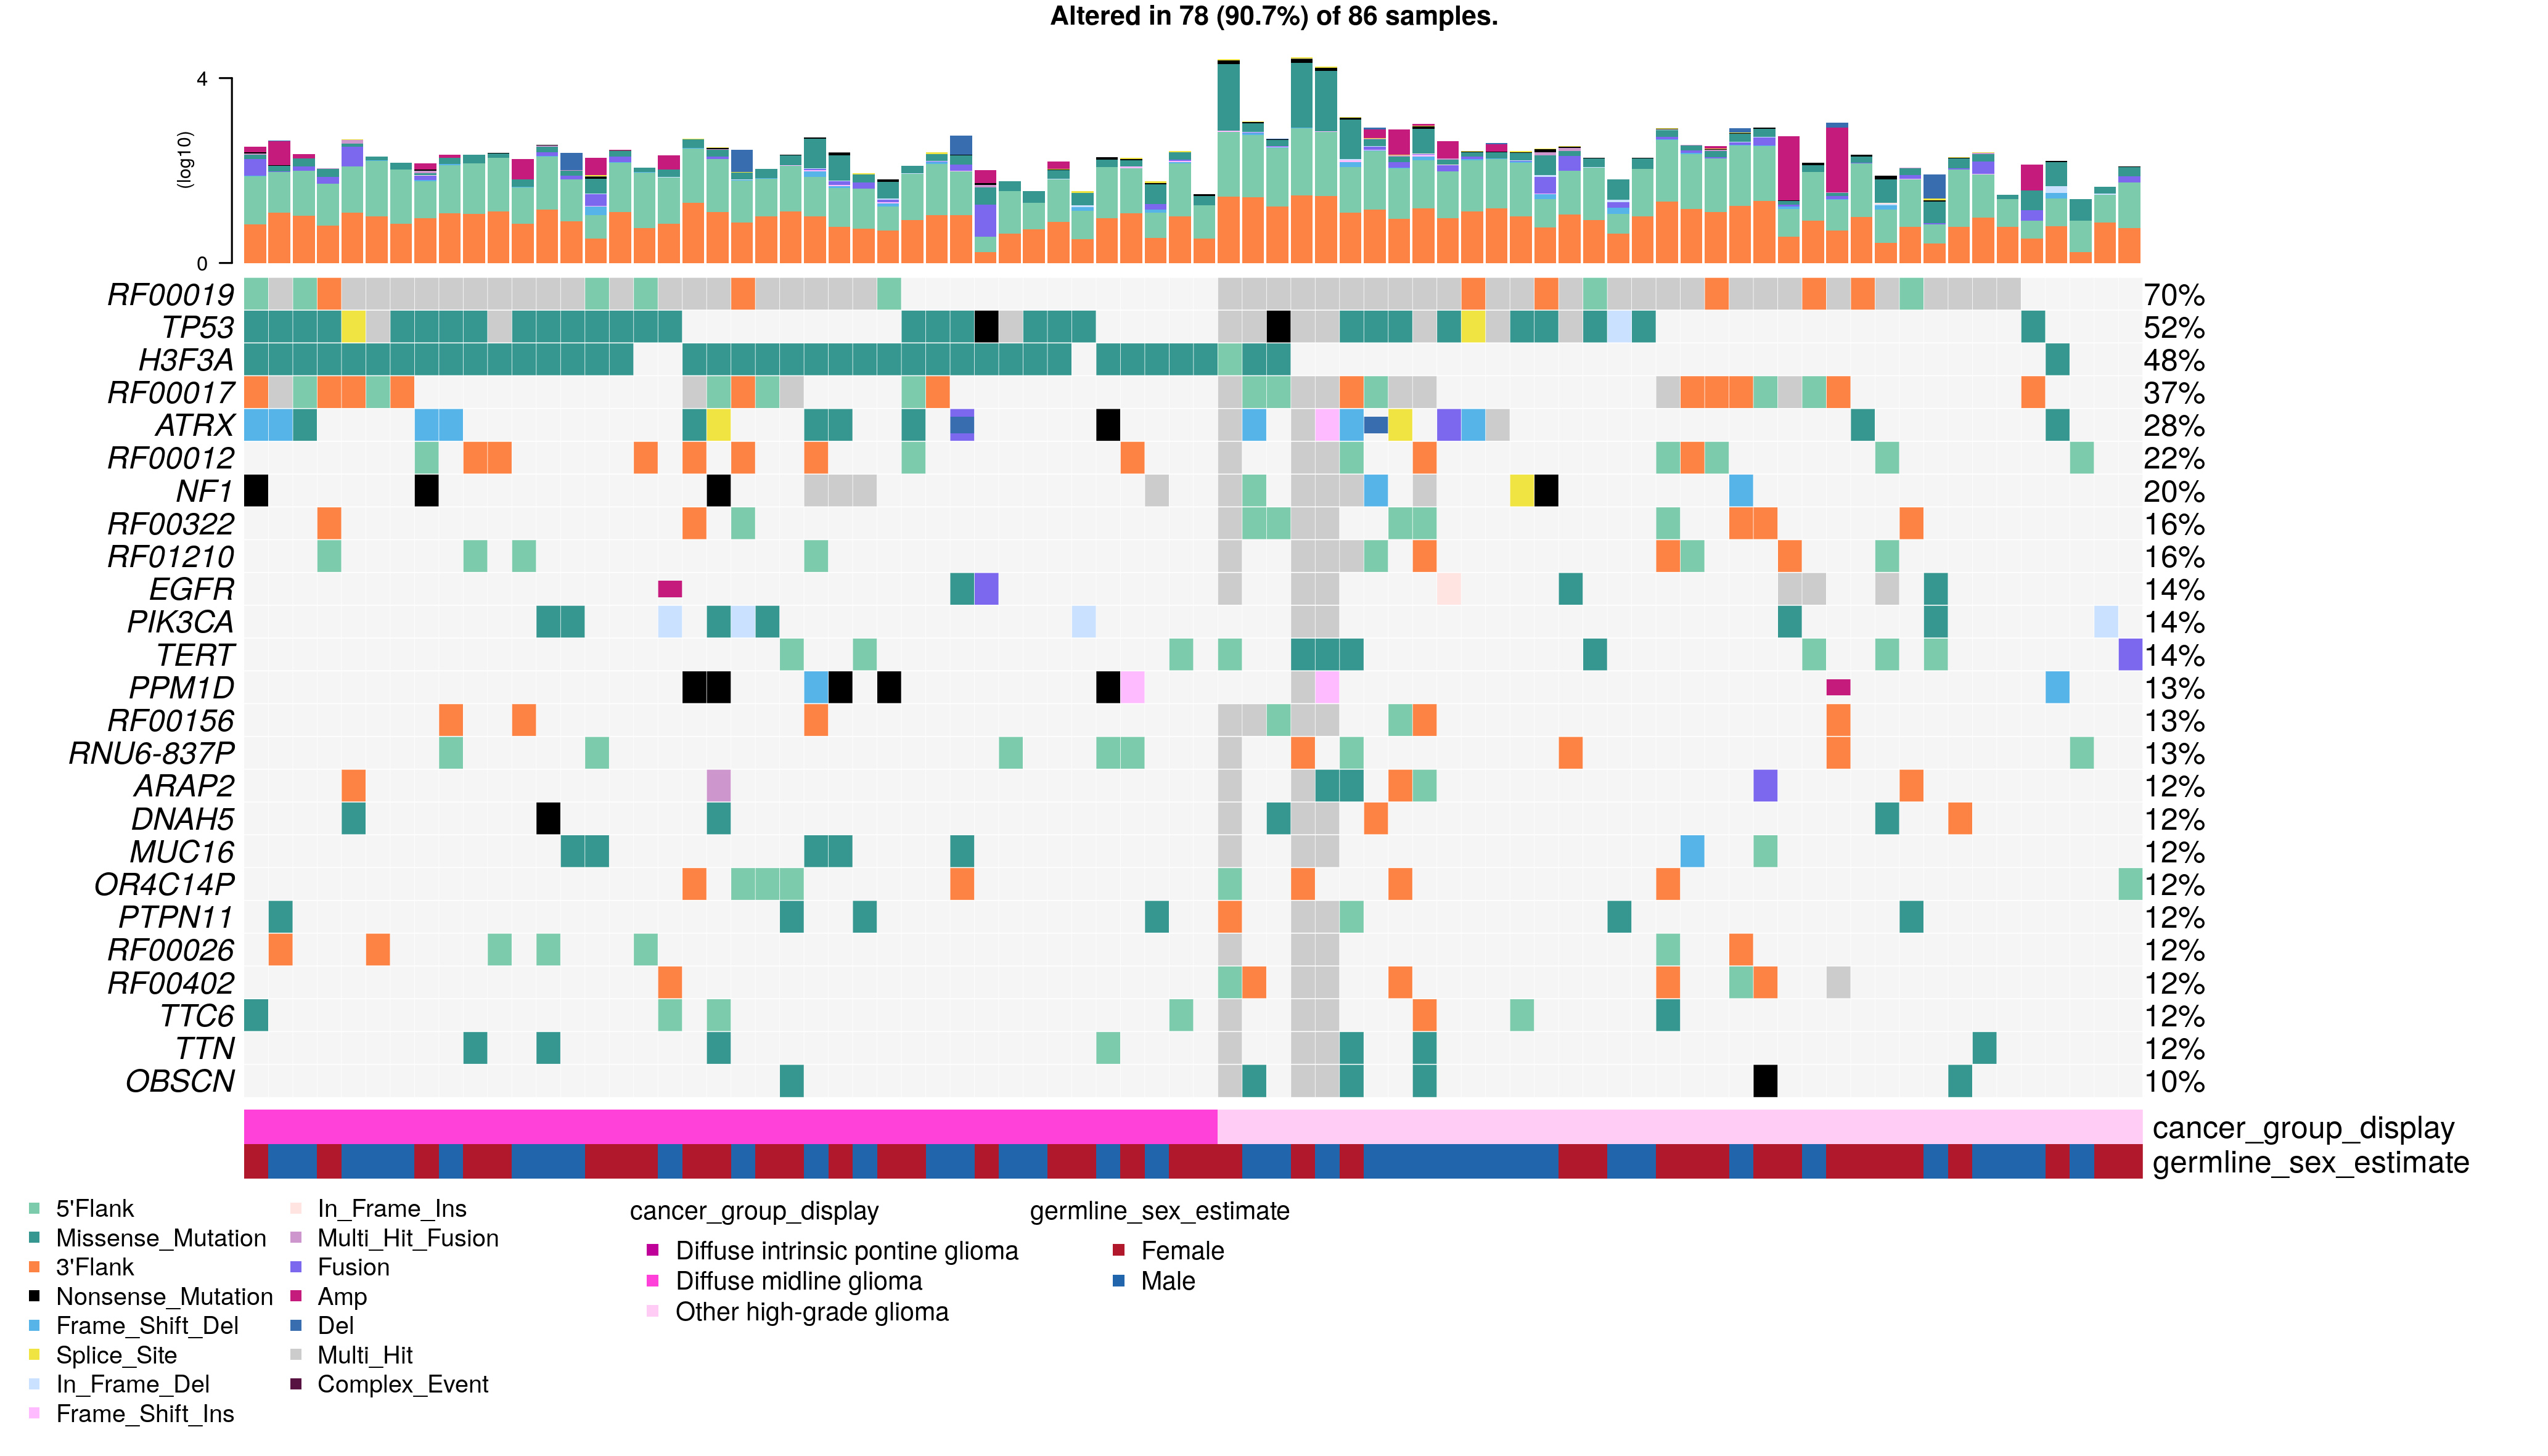 Altered in 78 (90.7%) of 86 samples.
4
(log10)
0
RF00019 70%
TP53 52%
H3F3A 48%
RF00017 37%
ATRX 28%
RF00012 22%
NF1 20%
RF00322 16%
RF01210 16%
EGFR 14%
PIK3CA 14%
TERT 14%
PPM1D 13%
RF00156 13%
RNU6-837P 13%
ARAP2 12%
DNAH5 12%
MUC16 12%
OR4C14P 12%
PTPN11 12%
RF00026 12%
RF00402 12%
TTC6 12%
TTN 12%
OBSCN 10%
cancer_group_display
germline_sex_estimate
5'Flank
Missense_Mutation
3'Flank
Nonsense_Mutation
Frame_Shift_Del
Splice_Site
In_Frame_Del
Frame_Shift_Ins
In_Frame_Ins
Multi_Hit_Fusion
Fusion
Amp
Del
Multi_Hit
Complex_Event
cancer_group_display
Diffuse intrinsic pontine glioma
Diffuse midline glioma
Other high-grade glioma
germline_sex_estimate
Female
Male